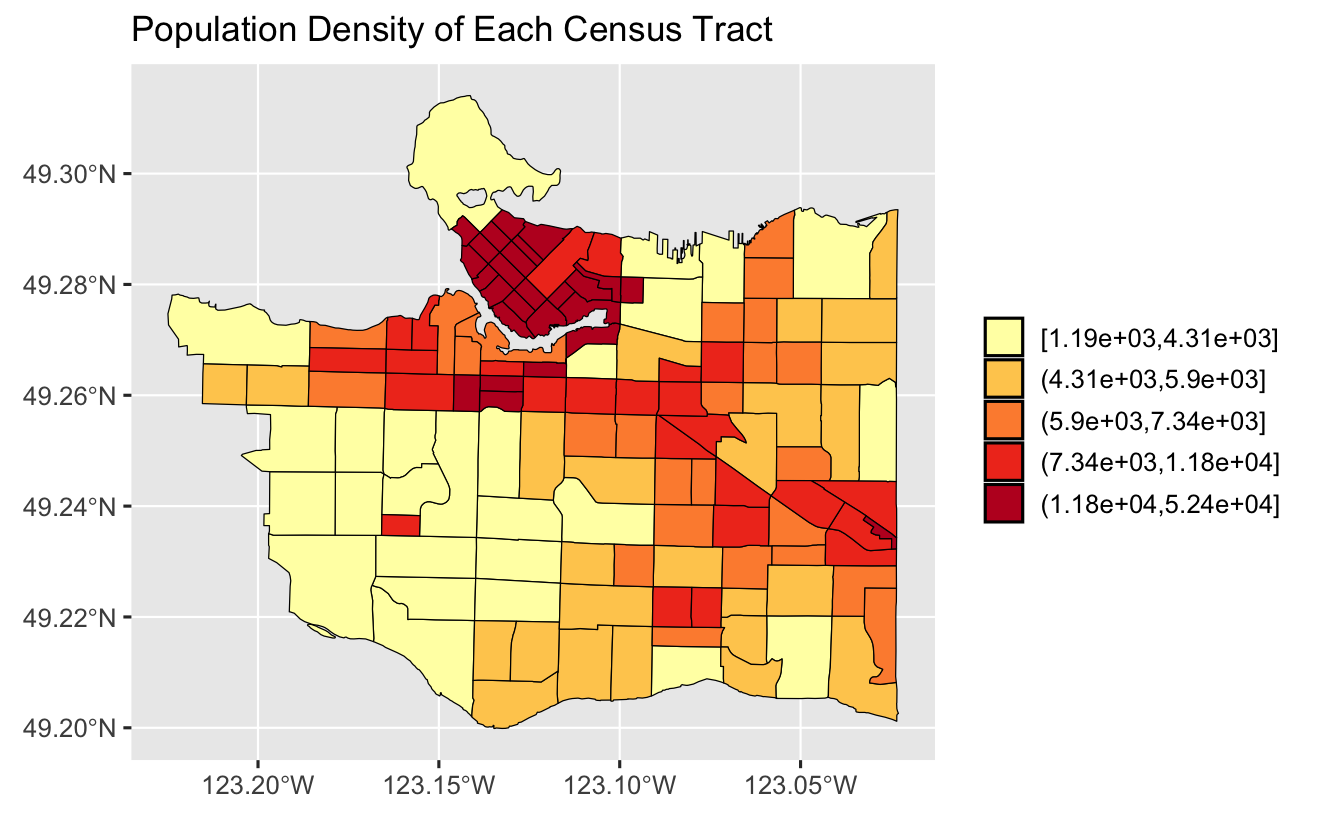 Population Density of Each Census Tract
49.30°N
49.28°N
49.26°N
49.24°N
49.22°N
49.20°N
123.20°W
123.15°W
123.10°W
123.05°W
[1.19e+03,4.31e+03]
(4.31e+03,5.9e+03]
(5.9e+03,7.34e+03]
(7.34e+03,1.18e+04]
(1.18e+04,5.24e+04]